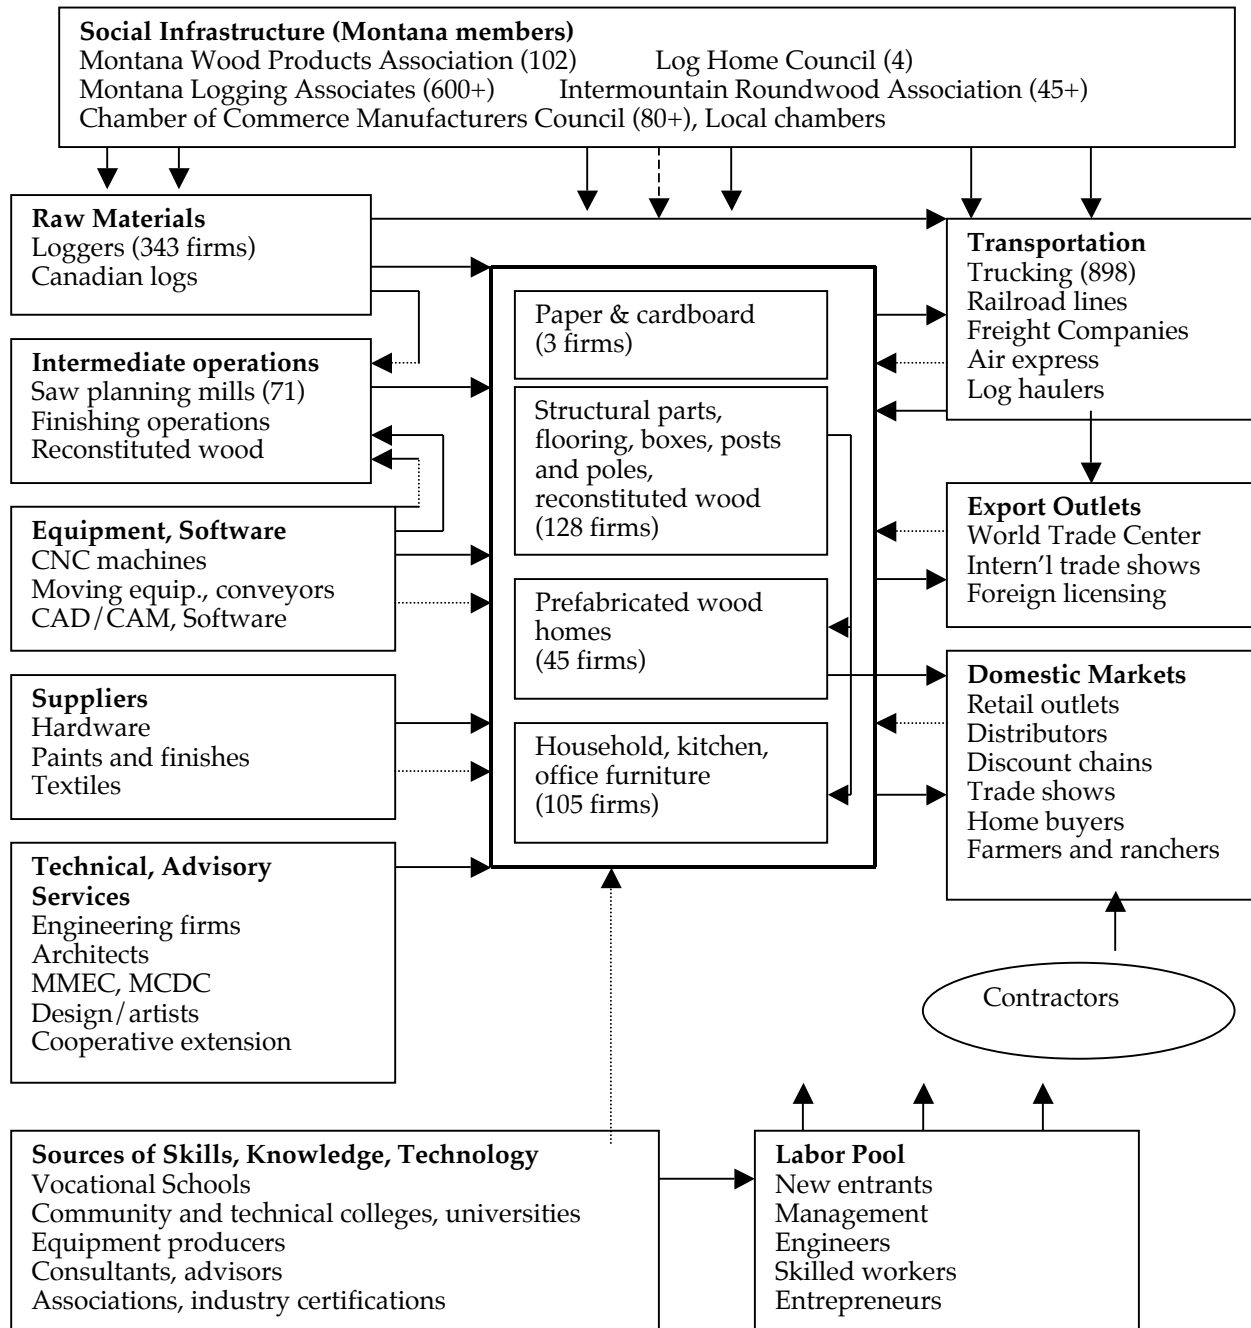 Social Infrastructure (Montana members)
Montana Wood Products Association (102) Log Home Council (4)
Montana Logging Associates (600+) Intermountain Roundwood Association (45+)
Chamber of Commerce Manufacturers Council (80+), Local chambers
Raw Materials
Loggers (343 firms)
Canadian logs
Intermediate operations
Saw planning mills (71)
Finishing operations
Reconstituted wood
Equipment, Software
CNC machines
Moving equip., conveyors
CAD/CAM, Software
Suppliers
Hardware
Paints and finishes
Textiles
Technical, Advisory
Services
Engineering firms
Architects
MMEC, MCDC
Design/artists
Cooperative extension
Paper & cardboard
(3 firms)
Structural parts,
flooring, boxes, posts
and poles,
reconstituted wood
(128 firms)
Prefabricated wood
homes
(45 firms)
Household, kitchen,
office furniture
(105 firms)
Transportation
Trucking (898)
Railroad lines
Freight Companies
Air express
Log haulers
Export Outlets
World Trade Center
Intern’l trade shows
Foreign licensing
Domestic Markets
Retail outlets
Distributors
Discount chains
Trade shows
Home buyers
Farmers and ranchers
Contractors
Sources of Skills, Knowledge, Technology
Vocational Schools
Community and technical colleges, universities
Equipment producers
Consultants, advisors
Associations, industry certifications
Labor Pool
New entrants
Management
Engineers
Skilled workers
Entrepreneurs